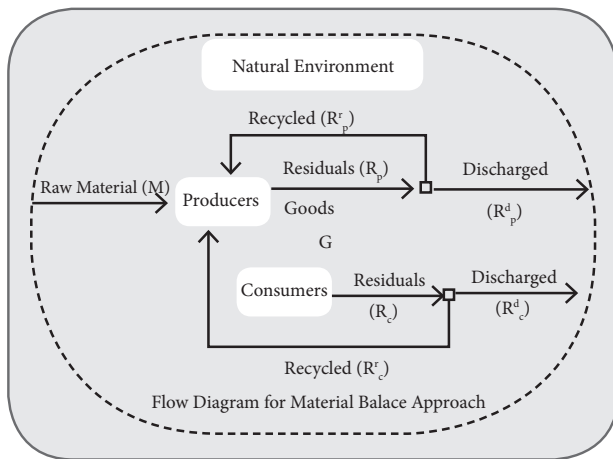 Natural Environment
Recycled (R^r_p)
Raw Material (M)
Residuals (R_p)
Discharged
Producers
Goods
(R^d_p)
G
Consumers
Residuals
Discharged
(R_c)
(R^d_c)
Recycled (R^r_c)
Flow Diagram for Material Balace Approach